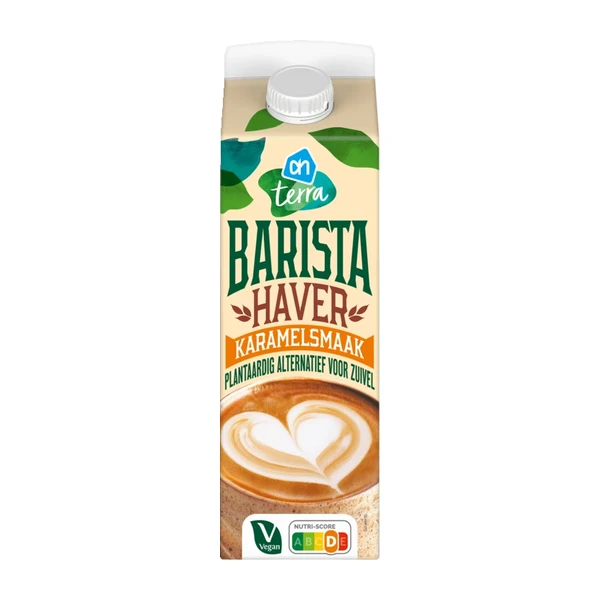 ah
terra
BARISTA
HAVER
KARAMELSMAAK
PLANTAARDIG ALTERNATIEF VOOR ZUIVEL
V
Vegan
NUTRI-SCORE
A B C D E